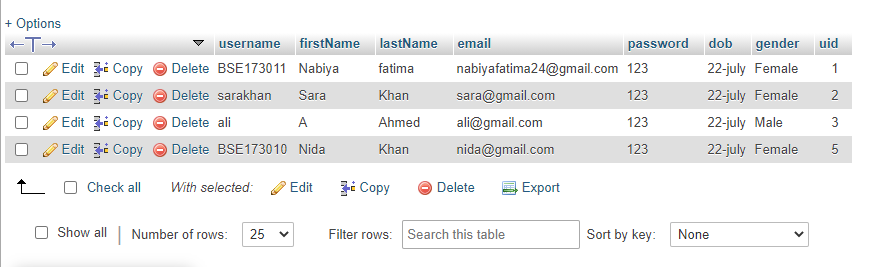 + Options
username firstName lastName email password dob gender uid
Edit Copy Delete BSE173011 Nabiya fatima nabiyafatima24@gmail.com 123 22-july Female 1
Edit Copy Delete sarakhan Sara Khan sara@gmail.com 123 22-july Female 2
Edit Copy Delete ali A Ahmed ali@gmail.com 123 22-july Male 3
Edit Copy Delete BSE173010 Nida Khan nida@gmail.com 123 22-july Female 5
Check all With selected: Edit Copy Delete Export
Show all Number of rows: 25 Filter rows: Search this table Sort by key: None